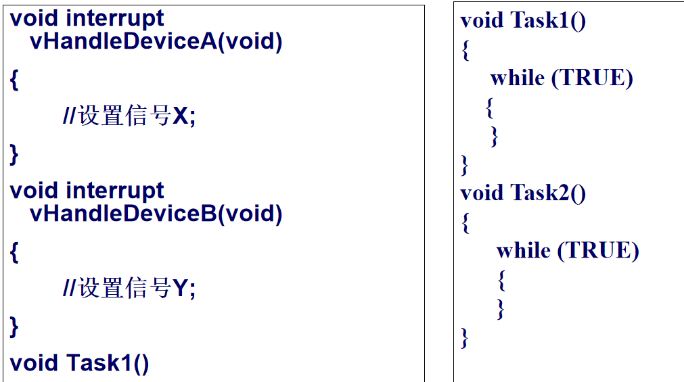 void interrupt
vHandleDeviceA(void)
{
//设置信号X;
}
void interrupt
vHandleDeviceB(void)
{
//设置信号Y;
}
void Task1()
void Task1()
{
while (TRUE)
{
}
}
void Task2()
{
while (TRUE)
{
}
}